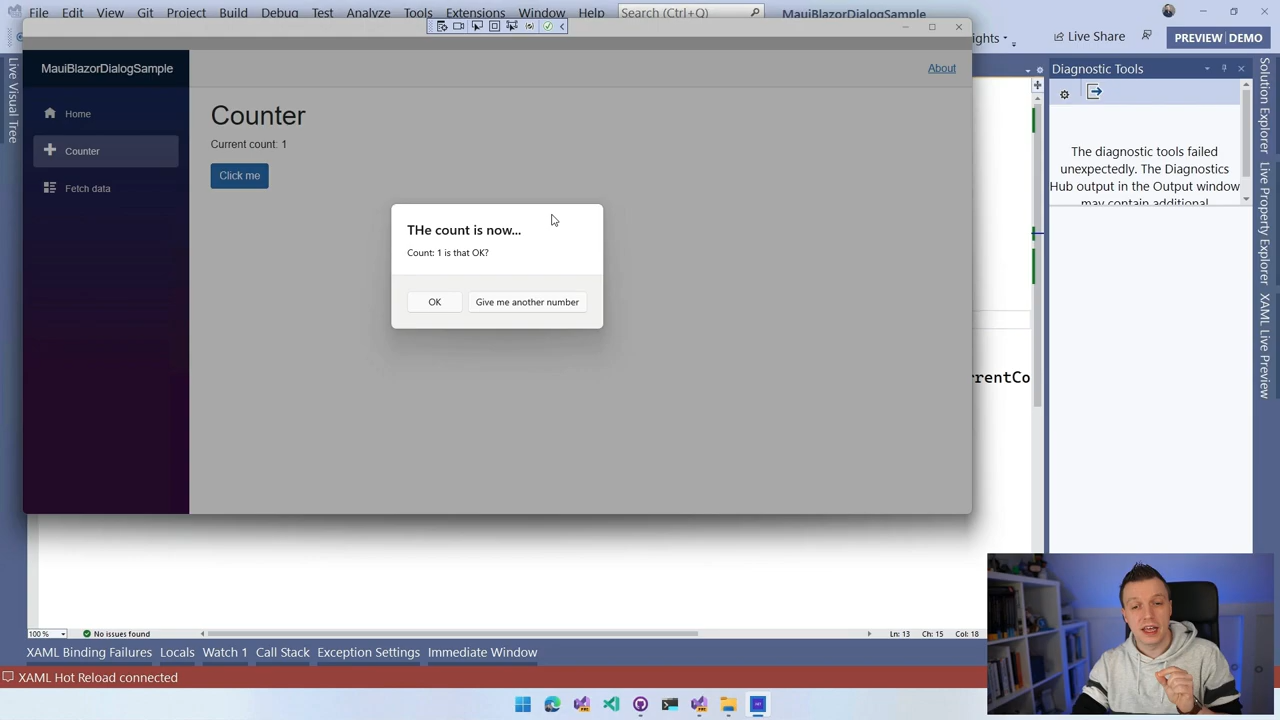 File Edit View Git Project Build Debug Test Analyze Tools Extensions Window Help Search (Ctrl+Q) MauiBlazorDialogSample
Live Share
PREVIEW DEMO
MauiBlazorDialogSample
About
Home
Counter
Fetch data
Counter
Current count: 1
Click me
THe count is now...
Count: 1 is that OK?
OK
Give me another number
Live Visual Tree
Diagnostic Tools
The diagnostic tools failed
unexpectedly. The Diagnostics
Hub output in the Output window
may contain additional
Solution Explorer
Live Property Explorer
XAML Live Preview
rrentCo
100 %
No issues found
Ln: 13 Ch: 15 Col: 18
XAML Binding Failures Locals Watch 1 Call Stack Exception Settings Immediate Window
XAML Hot Reload connected